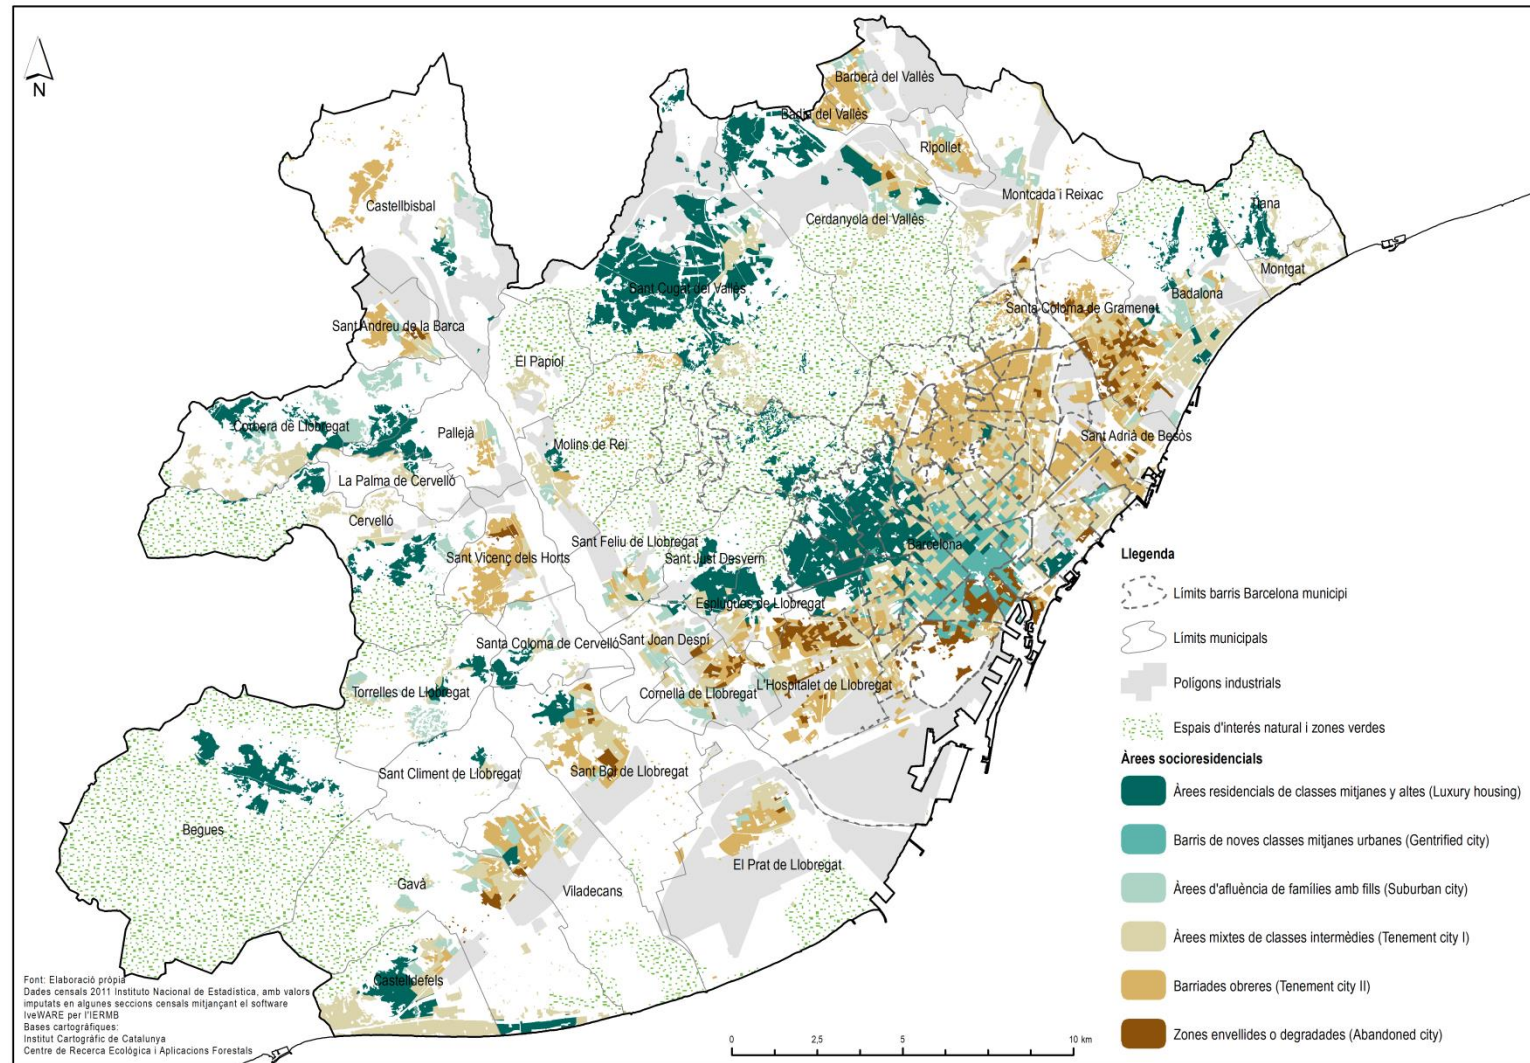 N
Barberà del Vallès
Badia del Vallès
Ripollet
Castellbisbal
Montcada i Reixac
Cerdanyola del Vallès
Tiana
Montgat
Sant Cugat del Vallès
Badalona
Santa Coloma de Gramenet
Sant Andreu de la Barca
El Papiol
Corbera de Llobregat
Pallejà
Molins de Rei
Sant Adrià de Besòs
La Palma de Cervelló
Cervelló
Sant Feliu de Llobregat
Sant Vicenç dels Horts
Sant Just Desvern
Barcelona
Esplugues de Llobregat
Santa Coloma de Cervelló
Sant Joan Despí
Torrelles de Llobregat
Cornellà de Llobregat
L'Hospitalet de Llobregat
Sant Climent de Llobregat
Sant Boi de Llobregat
Begues
El Prat de Llobregat
Gavà
Viladecans
Castelldefels
Llegenda
Límits barris Barcelona municipi
Límits municipals
Polígons industrials
Espais d'interés natural i zones verdes
Àrees socioresidencials
Àrees residencials de classes mitjanes y altes (Luxury housing)
Barris de noves classes mitjanes urbanes (Gentrified city)
Àrees d'afluència de famílies amb fills (Suburban city)
Àrees mixtes de classes intermèdies (Tenement city I)
Barriades obreres (Tenement city II)
Zones envellides o degradades (Abandoned city)
Font: Elaboració pròpia
Dades censals 2011 Instituto Nacional de Estadística, amb valors
imputats en algunes seccions censals mitjançant el software
IveWARE per l'IERMB
Bases cartogràfiques:
Institut Cartogràfic de Catalunya
Centre de Recerca Ecològica i Aplicacions Forestals
0 2,5 5 10 km